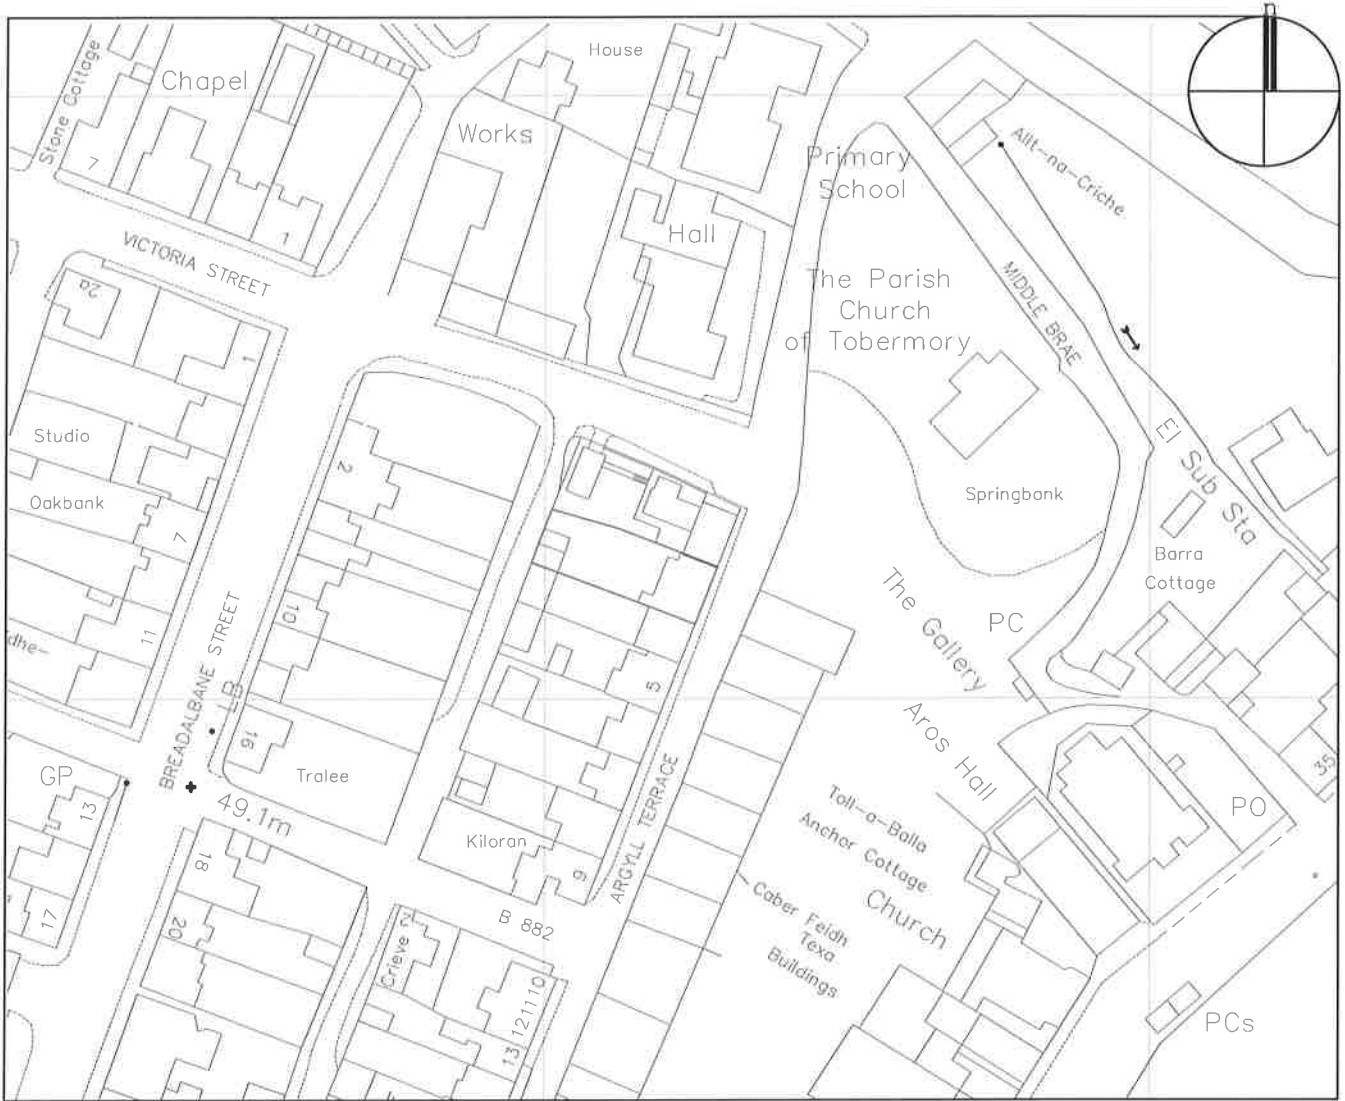 Stone Cottage
Chapel
House
Works
7
1
Primary
School
Allt-na-Criche
Hall
VICTORIA STREET
2a
The Parish
Church
of Tobermory
MIDDLE BRAE
1
Studio
2
El Sub Sta
Oakbank
Springbank
7
Barra
Cottage
The Gallery
PC
10
11
BREADALBANE STREET
dhe-
5
LB
Aros Hall
16
GP
Tralee
35
13
49.1m
ARGYLL TERRACE
Toll-a-Balla
Anchor Cottage
PO
Kiloran
18
9
Caber Feidh
Texa
Buildings
Church
17
20
B 882
Crieve
2
10
11
12
13
PCs